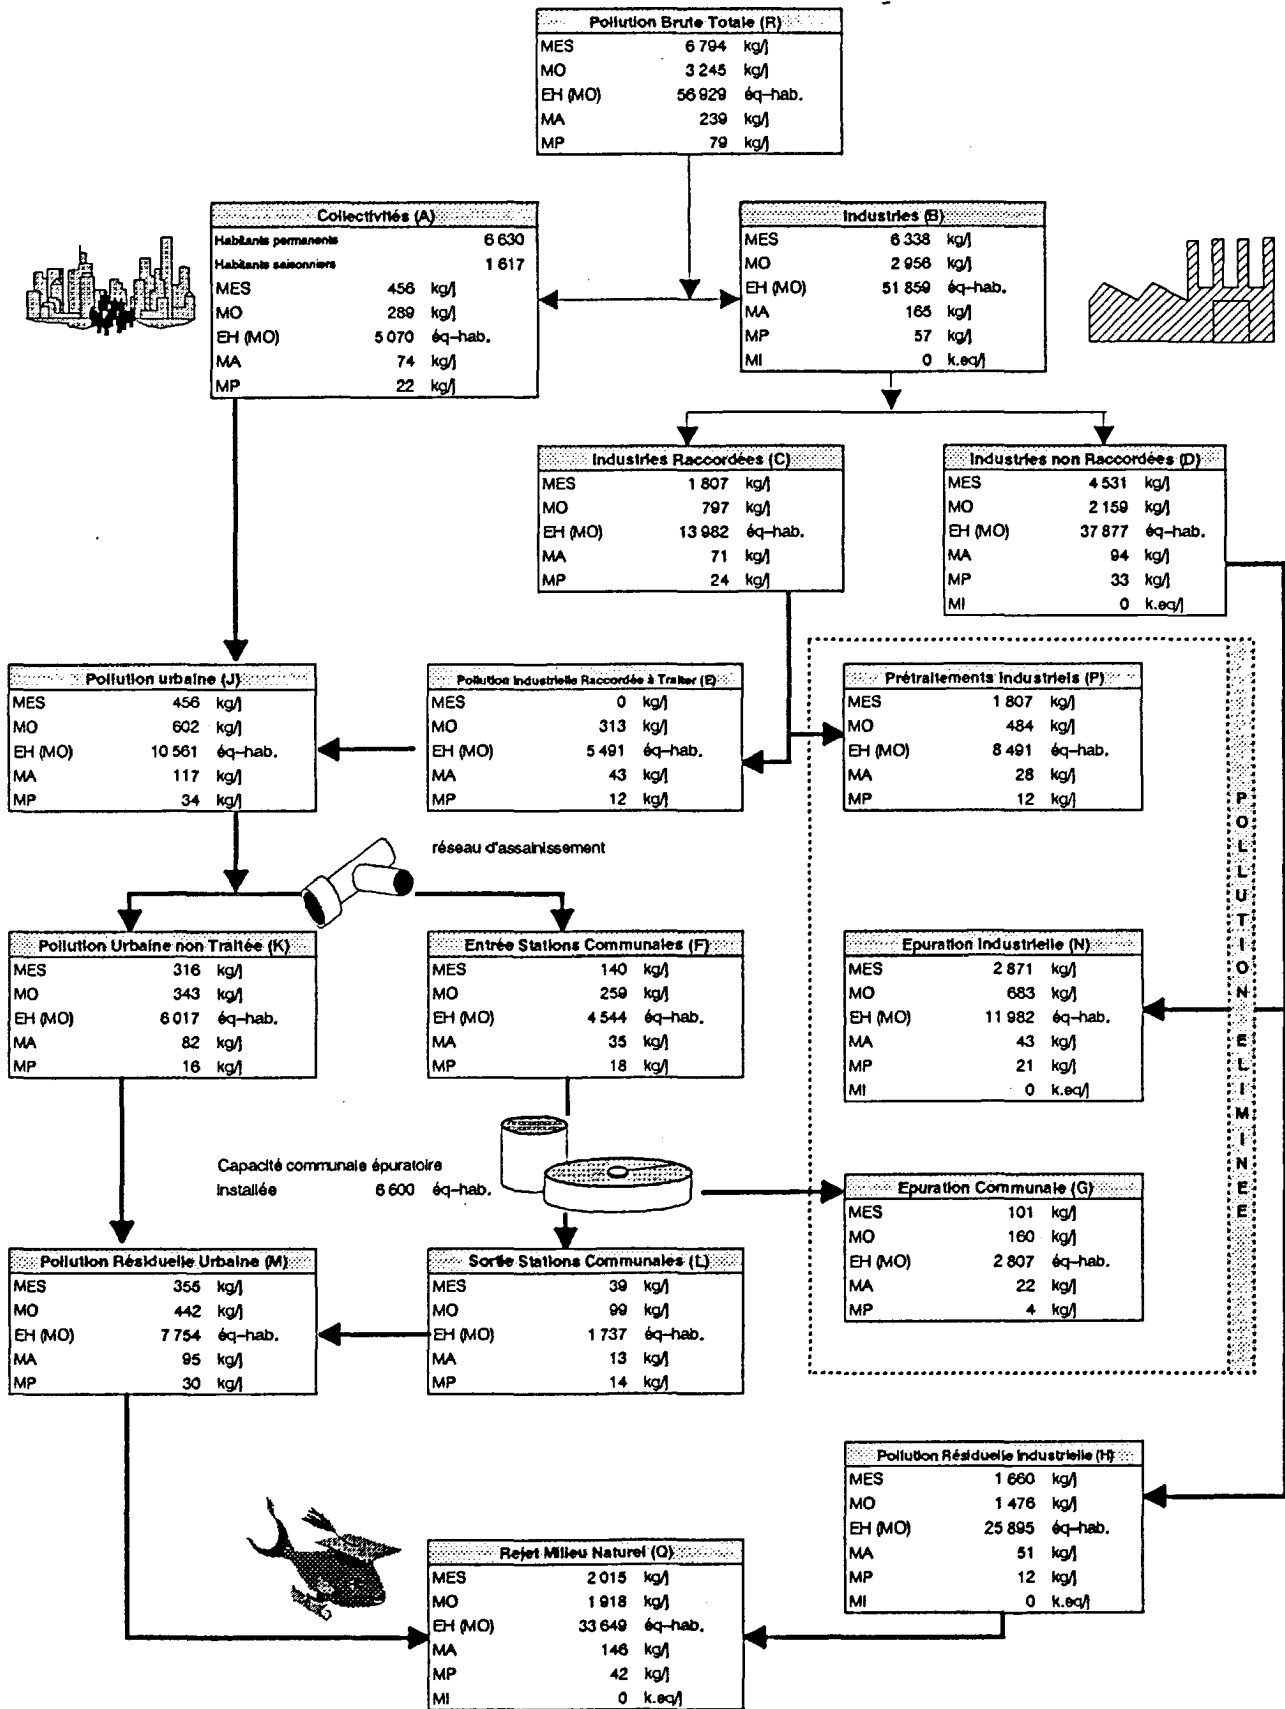 Pollution Brute Totale (R)
MES 6 794 kg/j
MO 3 245 kg/j
EH (MO) 56 929 éq-hab.
MA 239 kg/j
MP 79 kg/j
Collectivités (A)
Habitants permanents 6 630
Habitants saisonniers 1 617
MES 456 kg/j
MO 289 kg/j
EH (MO) 5 070 éq-hab.
MA 74 kg/j
MP 22 kg/j
Industries (B)
MES 6 338 kg/j
MO 2 956 kg/j
EH (MO) 51 859 éq-hab.
MA 165 kg/j
MP 57 kg/j
MI 0 k.eq/j
Industries Raccordées (C)
MES 1 807 kg/j
MO 797 kg/j
EH (MO) 13 982 éq-hab.
MA 71 kg/j
MP 24 kg/j
Industries non Raccordées (D)
MES 4 531 kg/j
MO 2 159 kg/j
EH (MO) 37 877 éq-hab.
MA 94 kg/j
MP 33 kg/j
MI 0 k.eq/j
Pollution urbaine (J)
MES 456 kg/j
MO 602 kg/j
EH (MO) 10 561 éq-hab.
MA 117 kg/j
MP 34 kg/j
Pollution Industrielle Raccordée à Traiter (E)
MES 0 kg/j
MO 313 kg/j
EH (MO) 5 491 éq-hab.
MA 43 kg/j
MP 12 kg/j
Prétraitements Industriels (P)
MES 1 807 kg/j
MO 484 kg/j
EH (MO) 8 491 éq-hab.
MA 28 kg/j
MP 12 kg/j
POLLUTION ELIMINEE
réseau d'assainissement
Pollution Urbaine non Traitée (K)
MES 316 kg/j
MO 343 kg/j
EH (MO) 6 017 éq-hab.
MA 82 kg/j
MP 16 kg/j
Entrée Stations Communales (F)
MES 140 kg/j
MO 259 kg/j
EH (MO) 4 544 éq-hab.
MA 35 kg/j
MP 18 kg/j
Epuration Industrielle (N)
MES 2 871 kg/j
MO 683 kg/j
EH (MO) 11 982 éq-hab.
MA 43 kg/j
MP 21 kg/j
MI 0 k.eq/j
Capacité communale épuratoire
installée 6 600 éq-hab.
Epuration Communale (G)
MES 101 kg/j
MO 160 kg/j
EH (MO) 2 807 éq-hab.
MA 22 kg/j
MP 4 kg/j
Pollution Résiduelle Urbaine (M)
MES 355 kg/j
MO 442 kg/j
EH (MO) 7 754 éq-hab.
MA 95 kg/j
MP 30 kg/j
Sortie Stations Communales (L)
MES 39 kg/j
MO 99 kg/j
EH (MO) 1 737 éq-hab.
MA 13 kg/j
MP 14 kg/j
Pollution Résiduelle Industrielle (H)
MES 1 660 kg/j
MO 1 476 kg/j
EH (MO) 25 895 éq-hab.
MA 51 kg/j
MP 12 kg/j
MI 0 k.eq/j
Rejet Milieu Naturel (Q)
MES 2 015 kg/j
MO 1 918 kg/j
EH (MO) 33 649 éq-hab.
MA 146 kg/j
MP 42 kg/j
MI 0 k.eq/j